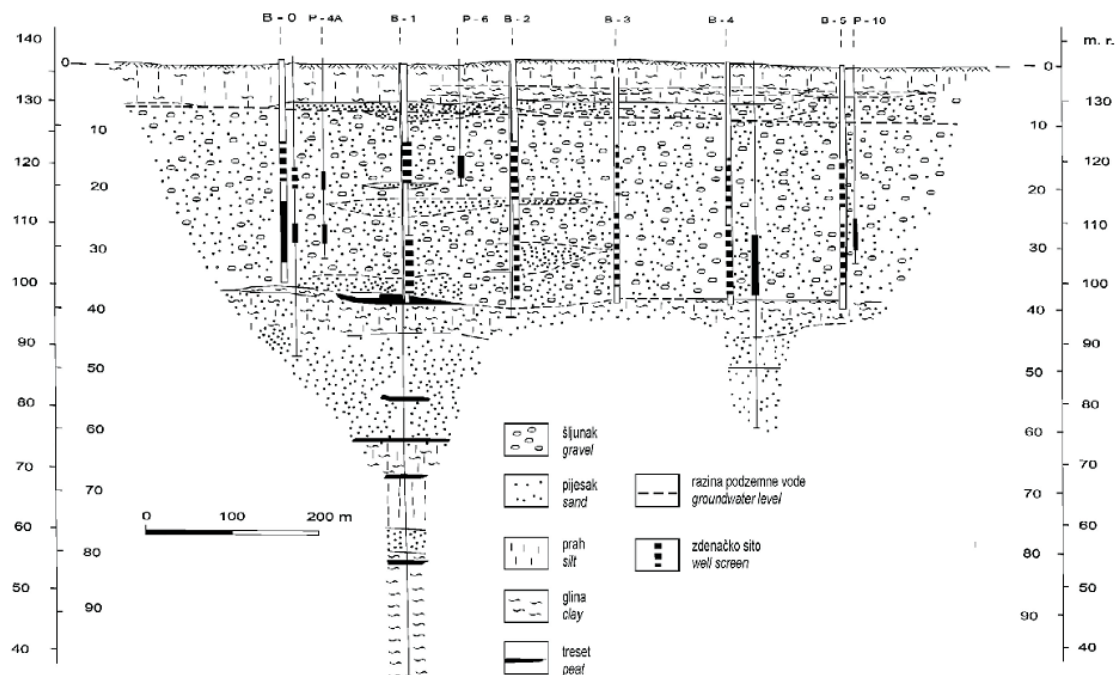 B - 0 P - 4A B - 1 P - 6 B - 2 B - 3 B - 4 B - 5 P - 10
140 m. r.
0 0
130 130
10 10
120 120
20 20
110 110
30 30
100 100
40 40
90 90
50 50
80 80
60 60
70 70
70 70
60 60
80 80
50 50
90 90
40 40
šljunak
gravel
pijesak
sand
prah
silt
glina
clay
treset
peat
razina podzemne vode
groundwater level
zdenačko sito
well screen
0 100 200 m